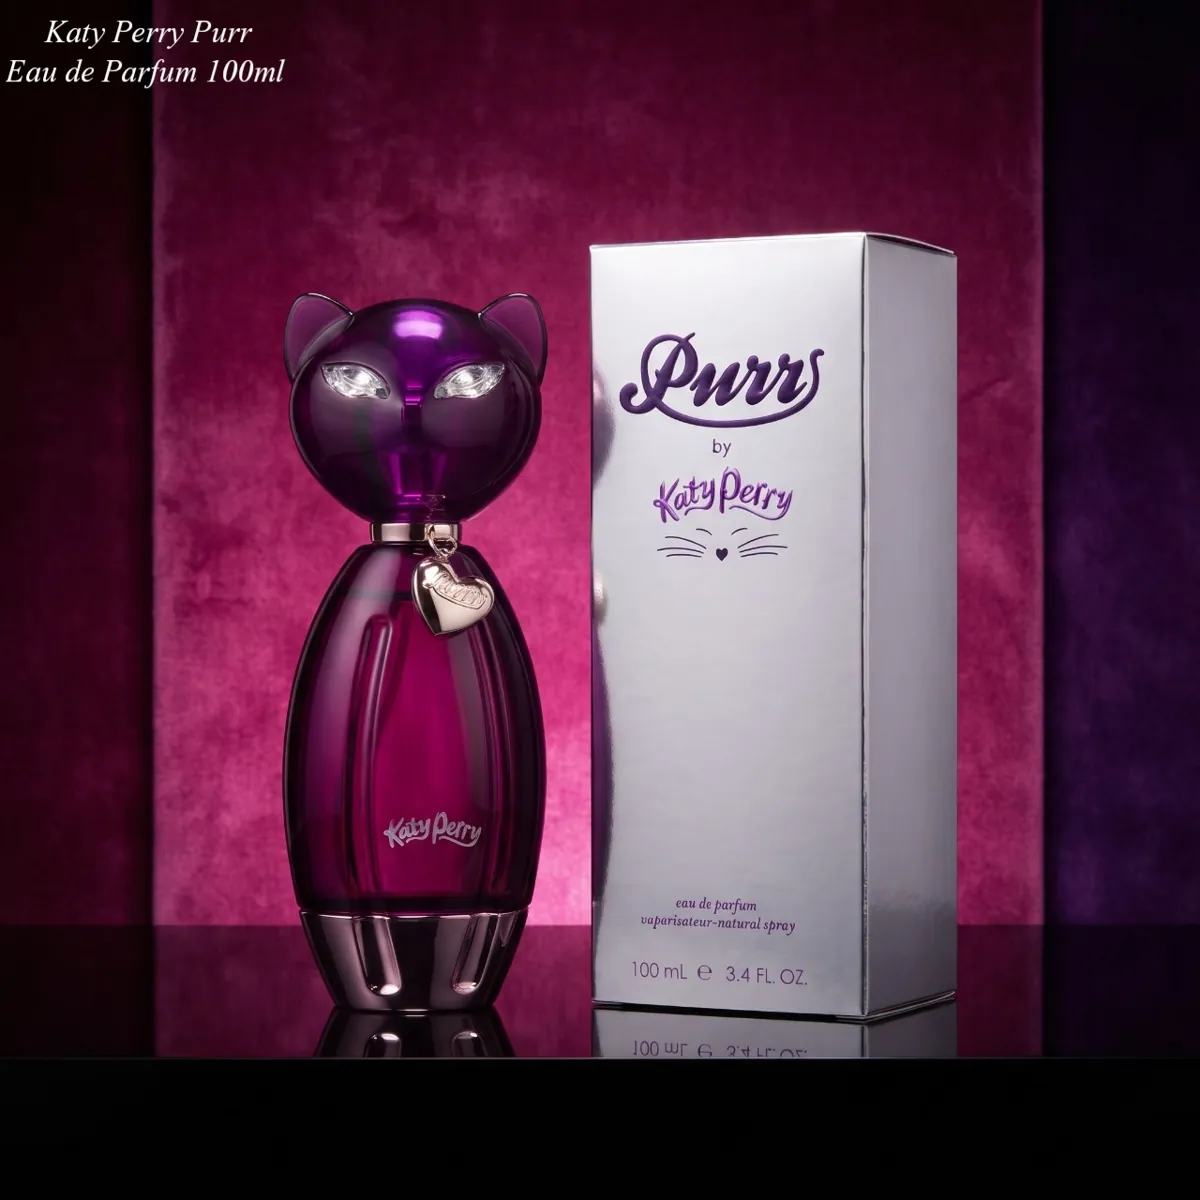 Katy Perry Purr
Eau de Parfum 100ml
Purr
by
Katy Perry
Katy Perry
eau de parfum
vaporisateur-natural spray
100 mL e 3.4 FL. OZ.